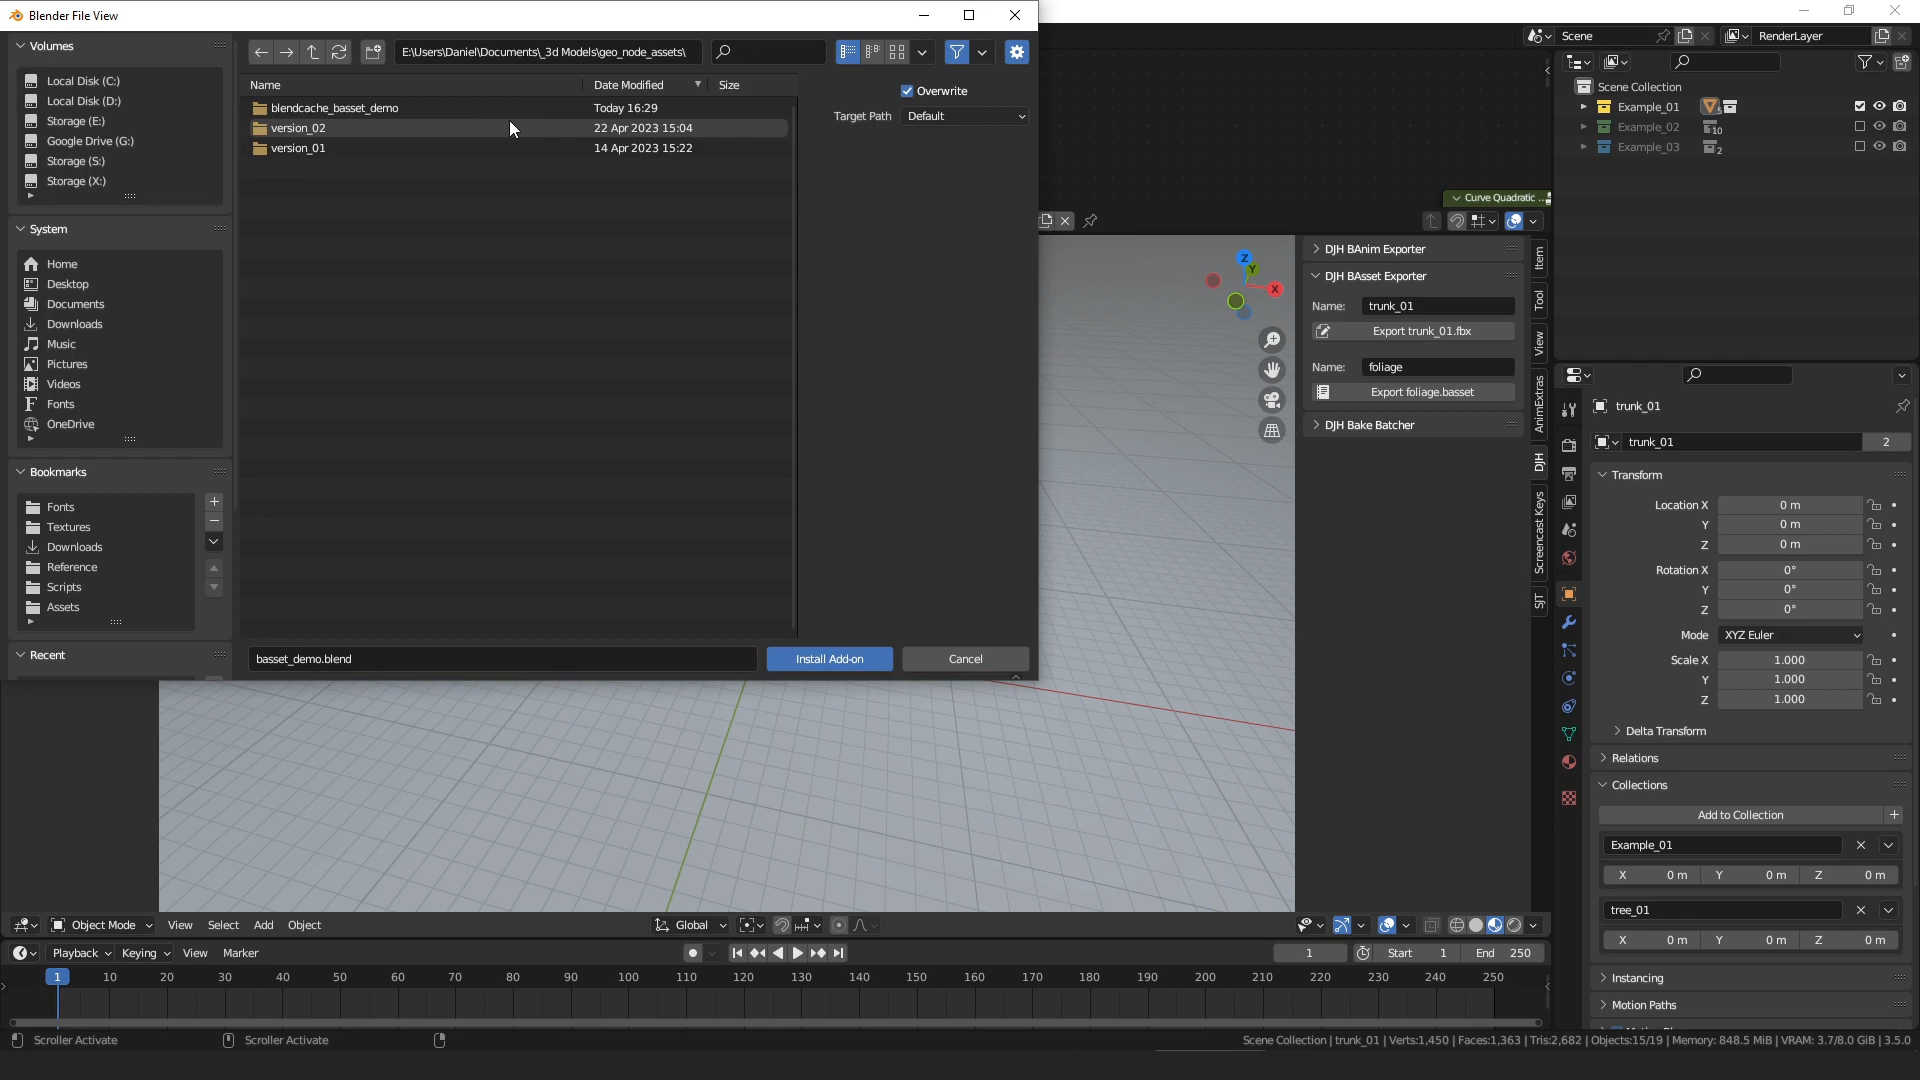 Blender File View
Volumes
Local Disk (C:)
Local Disk (D:)
Storage (E:)
Google Drive (G:)
Storage (S:)
Storage (X:)
System
Home
Desktop
Documents
Downloads
Music
Pictures
Videos
Fonts
OneDrive
Bookmarks
Fonts
Textures
Downloads
Reference
Scripts
Assets
Recent
E:\Users\Daniel\Documents\_3d Models\geo_node_assets\
Name Date Modified Size
blendcache_basset_demo Today 16:29
version_02 22 Apr 2023 15:04
version_01 14 Apr 2023 15:22
Overwrite
Target Path Default
basset_demo.blend Install Add-on Cancel
Scene RenderLayer
Scene Collection
Example_01 5
Example_02 10
Example_03 2
Curve Quadratic ...
Z
Y
X
DJH BAnim Exporter
DJH BAsset Exporter
Name: trunk_01
Export trunk_01.fbx
Name: foliage
Export foliage.basset
DJH Bake Batcher
Item
Tool
View
AnimExtras
DJH
Screencast Keys
SJT
trunk_01
trunk_01 2
Transform
Location X 0 m
Y 0 m
Z 0 m
Rotation X 0°
Y 0°
Z 0°
Mode XYZ Euler
Scale X 1.000
Y 1.000
Z 1.000
Delta Transform
Relations
Collections
Add to Collection
Example_01
X 0 m Y 0 m Z 0 m
tree_01
X 0 m Y 0 m Z 0 m
Instancing
Motion Paths
Object Mode View Select Add Object Global
Playback Keying View Marker 1 Start 1 End 250
1 10 20 30 40 50 60 70 80 90 100 110 120 130 140 150 160 170 180 190 200 210 220 230 240 250
Scroller Activate Scroller Activate
Scene Collection | trunk_01 | Verts:1,450 | Faces:1,363 | Tris:2,682 | Objects:15/19 | Memory: 848.5 MiB | VRAM: 3.7/8.0 GiB | 3.5.0